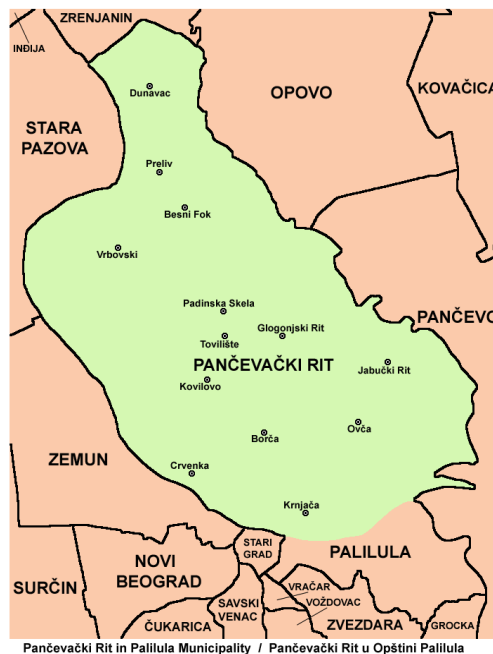 ZRENJANIN
INĐIJA
OPOVO
KOVAČICA
Dunavac
STARA
PAZOVA
Preliv
Besni Fok
Vrbovski
Padinska Skela
PANČEVO
Glogonjski Rit
Tovilište
PANČEVAČKI RIT
Jabučki Rit
Kovilovo
Ovča
Borča
ZEMUN
Crvenka
Krnjača
STARI
GRAD
PALILULA
NOVI
BEOGRAD
SURČIN
VRAČAR
VOŽDOVAC
SAVSKI
VENAC
ČUKARICA
ZVEZDARA
GROCKA
Pančevački Rit in Palilula Municipality / Pančevački Rit u Opštini Palilula